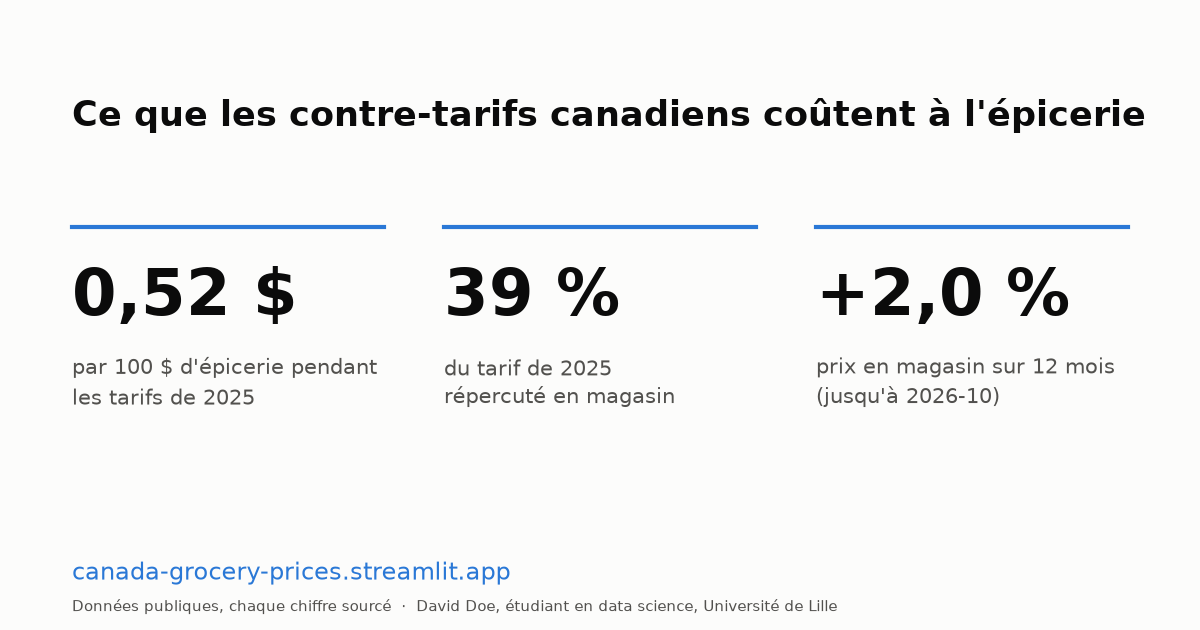 Ce que les contre-tarifs canadiens coûtent à l'épicerie
0,52 $
par 100 $ d'épicerie pendant
les tarifs de 2025
39 %
du tarif de 2025
répercuté en magasin
+2,0 %
prix en magasin sur 12 mois
(jusqu'à 2026-10)
canada-grocery-prices.streamlit.app
Données publiques, chaque chiffre sourcé · David Doe, étudiant en data science, Université de Lille